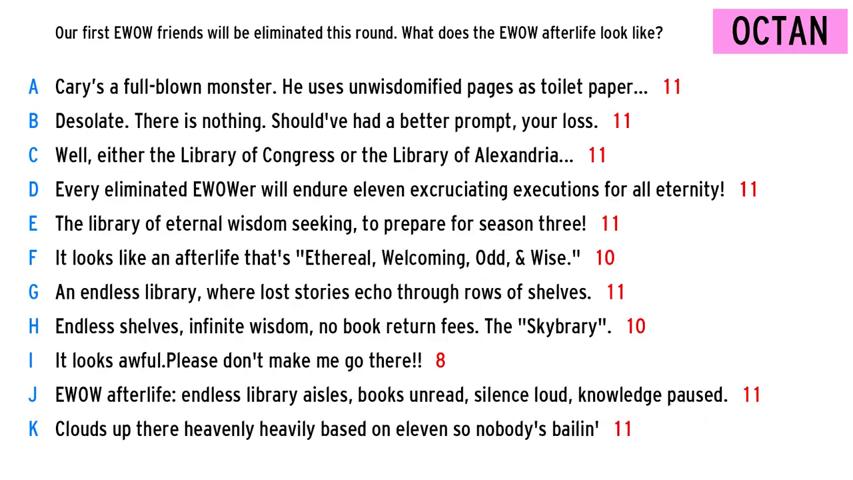 Our first EWOW friends will be eliminated this round. What does the EWOW afterlife look like?
OCTAN
A Cary's a full-blown monster. He uses unwisdomified pages as toilet paper... 11
B Desolate. There is nothing. Should've had a better prompt, your loss. 11
C Well, either the Library of Congress or the Library of Alexandria... 11
D Every eliminated EWOWer will endure eleven excruciating executions for all eternity! 11
E The library of eternal wisdom seeking, to prepare for season three! 11
F It looks like an afterlife that's "Ethereal, Welcoming, Odd, & Wise." 10
G An endless library, where lost stories echo through rows of shelves. 11
H Endless shelves, infinite wisdom, no book return fees. The "Skybrary". 10
I It looks awful.Please don't make me go there!! 8
J EWOW afterlife: endless library aisles, books unread, silence loud, knowledge paused. 11
K Clouds up there heavenly heavily based on eleven so nobody's bailin' 11